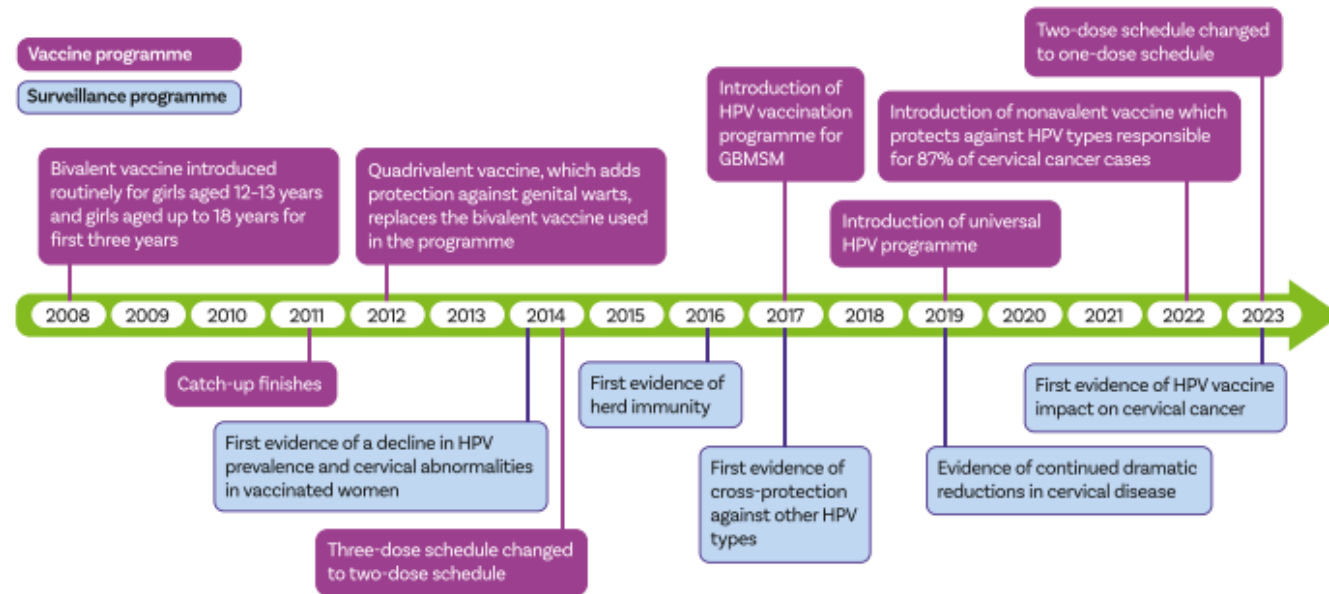 Vaccine programme
Surveillance programme
Bivalent vaccine introduced
routinely for girls aged 12–13 years
and girls aged up to 18 years for
first three years
Quadrivalent vaccine, which adds
protection against genital warts,
replaces the bivalent vaccine used
in the programme
Introduction of
HPV vaccination
programme for
GBMSM
Two-dose schedule changed
to one-dose schedule
Introduction of nonavalent vaccine which
protects against HPV types responsible
for 87% of cervical cancer cases
Introduction of universal
HPV programme
2008 2009 2010 2011 2012 2013 2014 2015 2016 2017 2018 2019 2020 2021 2022 2023
Catch-up finishes
First evidence of a decline in HPV
prevalence and cervical abnormalities
in vaccinated women
Three-dose schedule changed
to two-dose schedule
First evidence of
herd immunity
First evidence of
cross-protection
against other HPV
types
Evidence of continued dramatic
reductions in cervical disease
First evidence of HPV vaccine
impact on cervical cancer